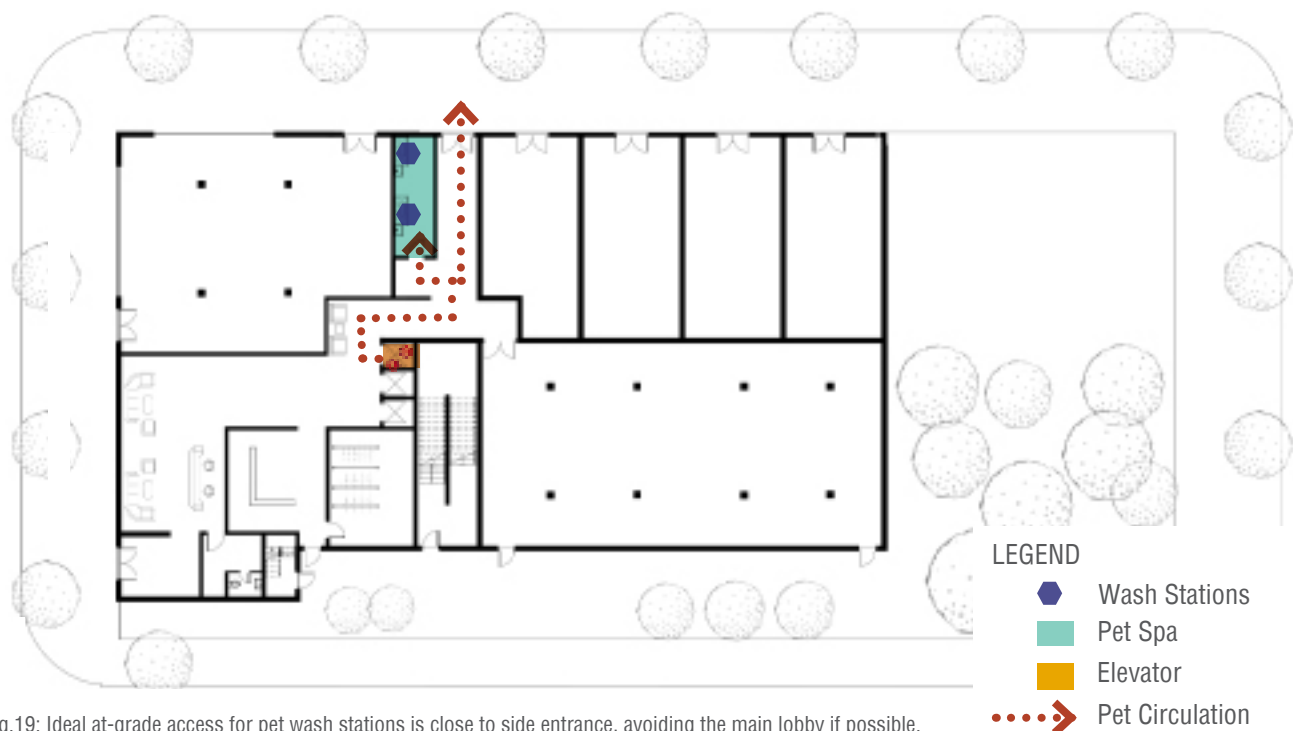 LEGEND
Wash Stations
Pet Spa
Elevator
Pet Circulation
g.19: Ideal at-grade access for pet wash stations is close to side entrance, avoiding the main lobby if possible.